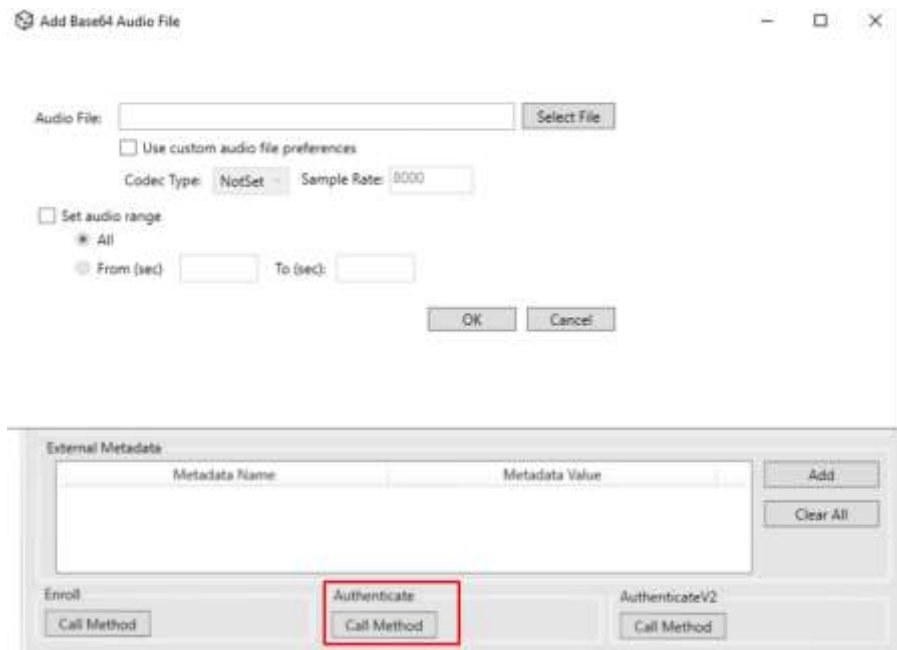 Add Base64 Audio File
Audio File: Select File
Use custom audio file preferences
Codec Type: NotSet Sample Rate: 8000
Set audio range
All
From (sec) To (sec):
OK Cancel
External Metadata
Metadata Name Metadata Value Add
Clear All
Enroll Authenticate AuthenticateV2
Call Method Call Method Call Method